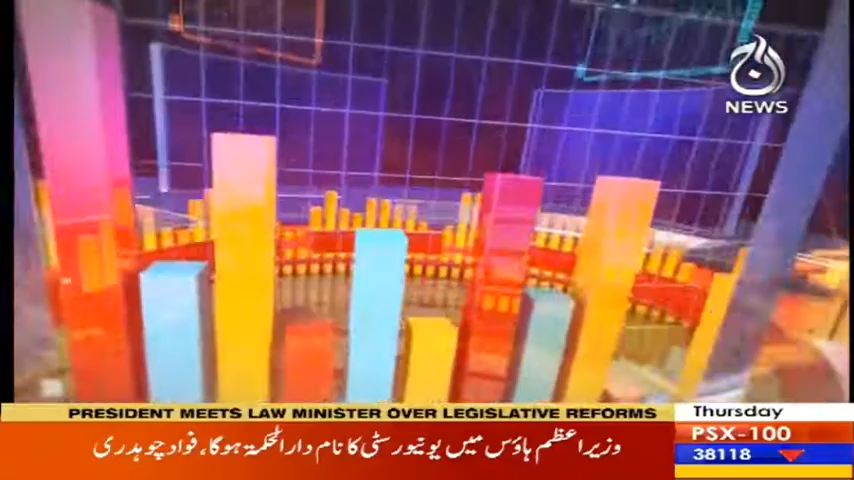 آج
NEWS
PRESIDENT MEETS LAW MINISTER OVER LEGISLATIVE REFORMS
Thursday
PSX-100
38118
وزیراعظم ہاؤس میں یونیورسٹی کا نام دارالحکمۃ ہوگا، فواد چوہدری